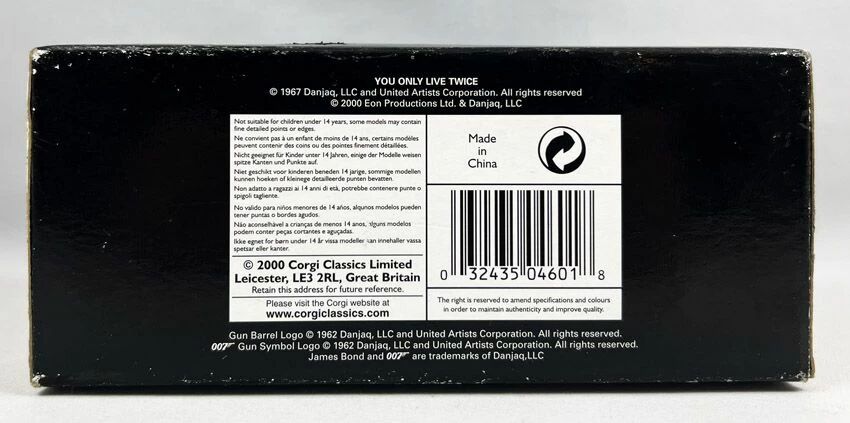 YOU ONLY LIVE TWICE
© 1967 Danjaq, LLC and United Artists Corporation. All rights reserved
© 2000 Eon Productions Ltd. & Danjaq, LLC
Not suitable for children under 14 years, some models may contain
fine detailed points or edges.
Ne convient pas à un enfant de moins de 14 ans, certains modèles
peuvent contenir des coins ou des pointes finement détaillées.
Nicht geeignet für Kinder unter 14 Jahren, einige der Modelle weisen
spitze Kanten und Punkte auf.
Niet geschikt voor kinderen beneden 14 jarige, sommige modellen
kunnen hoeken of kleinege detailleerde punten bevatten.
Non adatto a ragazzi ai 14 anni di età, potrebbe contenere punte o
spigoli tagliente.
No valido para niños menores de 14 años, alqunos modelos pueden
tener puntas o bordes agudos.
Não aconselhavél a crianças de menos 14 anos, alguns modelos
podem conter peças cortantes e aguçadas.
Ikke egnet for børn under 14 år vissa modeller kan innehaller vassa
spetsar eller kanter.
© 2000 Corgi Classics Limited
Leicester, LE3 2RL, Great Britain
Retain this address for future reference.
Please visit the Corgi website at
www.corgiclassics.com
Made
in
China
0 32435 04601 8
The right is reserved to amend specifications and colours
in order to maintain authenticity and improve quality.
Gun Barrel Logo © 1962 Danjaq, LLC and United Artists Corporation. All rights reserved.
007 Gun Symbol Logo © 1962 Danjaq, LLC and United Artists Corporation. All rights reserved.
James Bond and 007 are trademarks of Danjaq,LLC